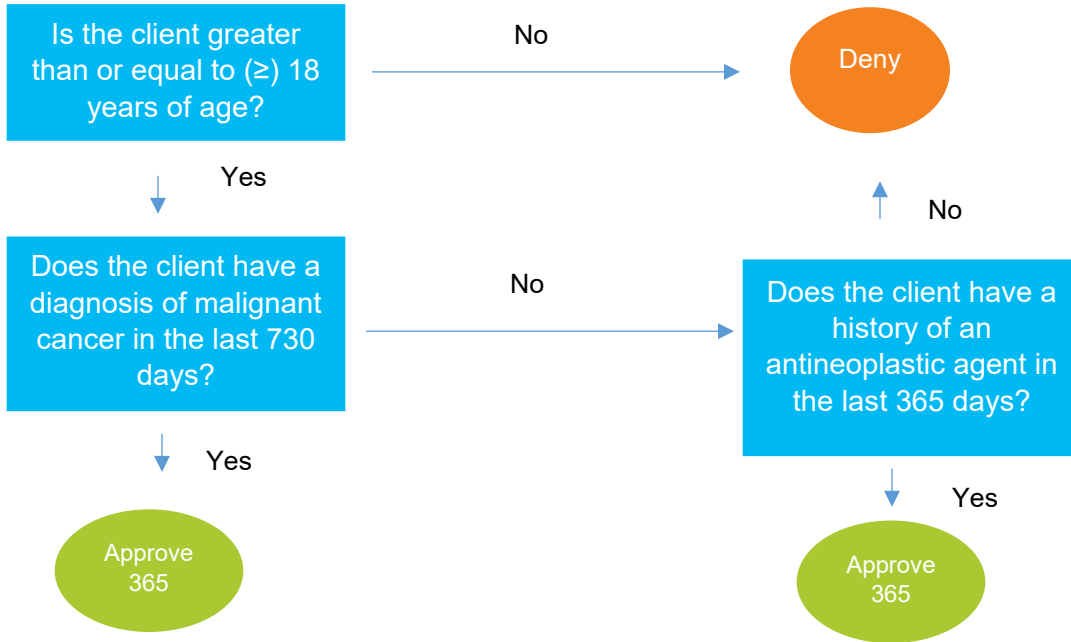 Is the client greater
than or equal to (≥) 18
years of age?
No
Deny
Yes
No
Does the client have a
diagnosis of malignant
cancer in the last 730
days?
No
Does the client have a
history of an
antineoplastic agent in
the last 365 days?
Yes
Yes
Approve
365
Approve
365